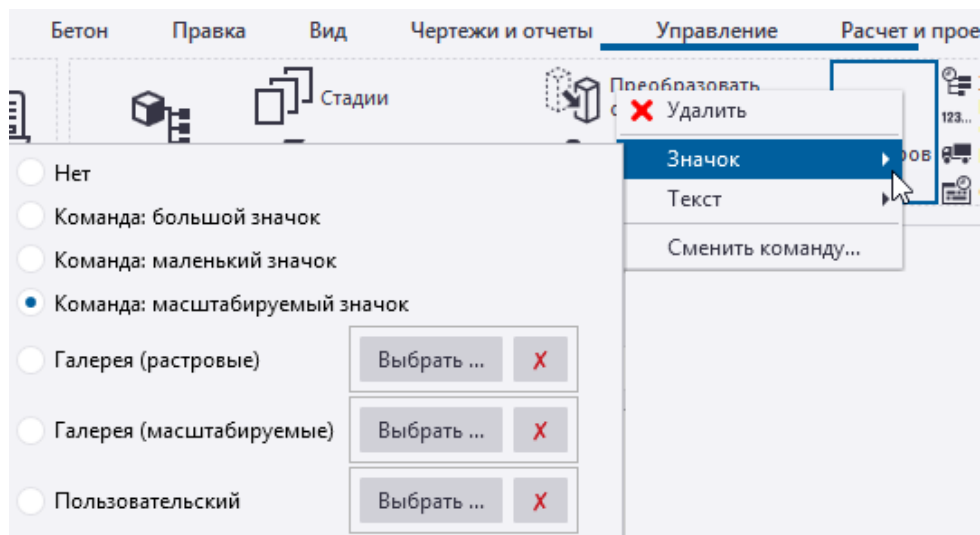 Бетон Правка Вид Чертежи и отчеты Управление Расчет и прое
Стадии
Преобразовать
123...
Удалить
Значок
Текст
Сменить команду...
Нет
Команда: большой значок
Команда: маленький значок
Команда: масштабируемый значок
Галерея (растровые) Выбрать ...
Галерея (масштабируемые) Выбрать ...
Пользовательский Выбрать ...